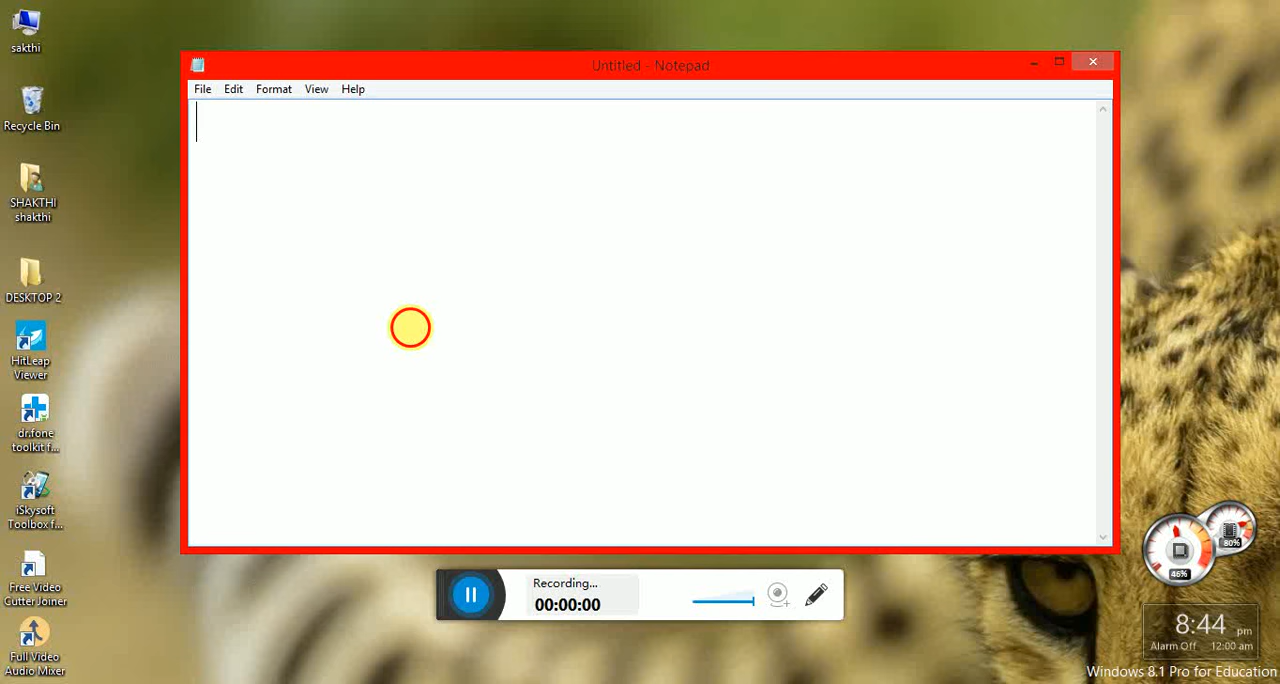 sakthi
Recycle Bin
SHAKTHI
shakthi
DESKTOP 2
HitLeap
Viewer
dr.fone
toolkit f...
iSkysoft
Toolbox f...
Free Video
Cutter Joiner
Full Video
Audio Mixer
Untitled - Notepad
File Edit Format View Help
Recording...
00:00:00
80%
46%
8:44 pm
Alarm Off 12:00 am
Windows 8.1 Pro for Education